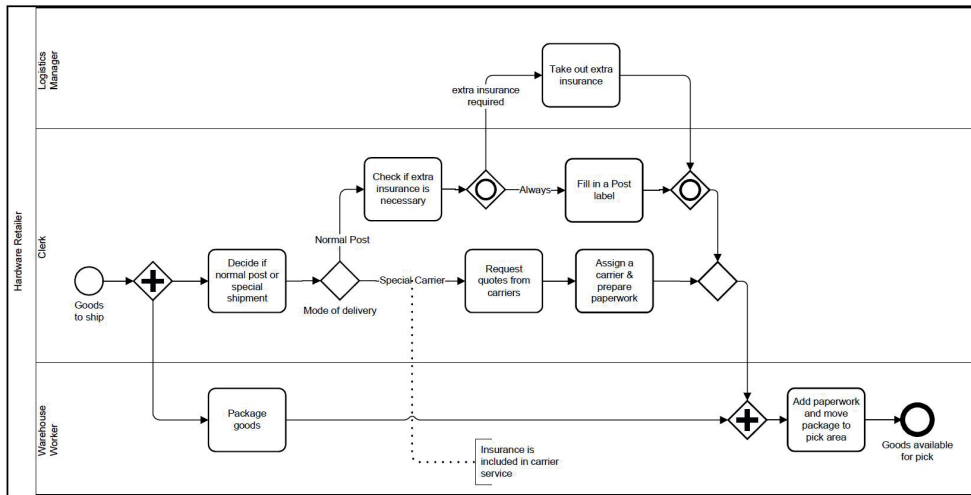 Hardware Retailer
Logistics
Manager
Take out extra
insurance
extra insurance
required
Clerk
Check if extra
insurance is
necessary
Always
Fill in a Post
label
Normal Post
Goods
to ship
Decide if
normal post or
special
shipment
Mode of delivery
Special Carrier
Request
quotes from
carriers
Assign a
carrier &
prepare
paperwork
Warehouse
Worker
Package
goods
Insurance is
included in carrier
service
Add paperwork
and move
package to
pick area
Goods available
for pick